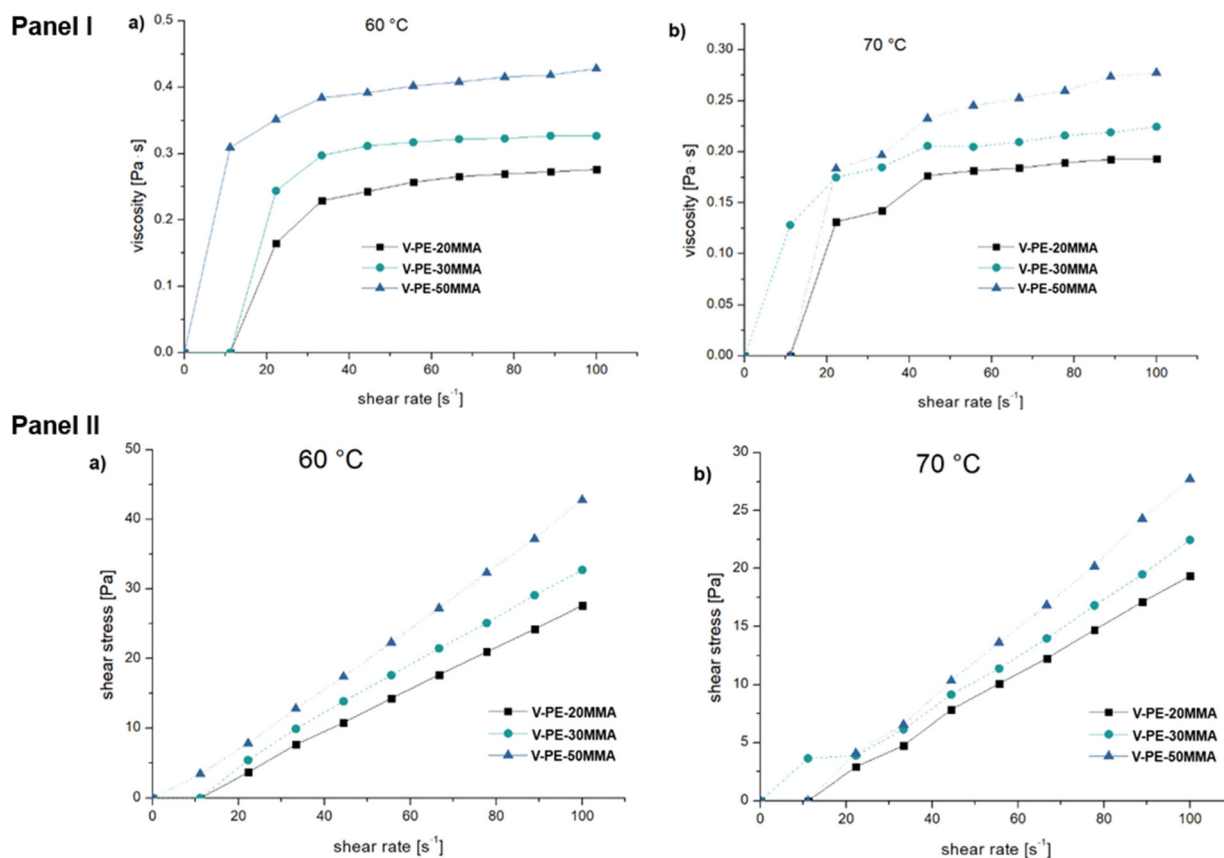 Panel I
a)
60 °C
viscosity [Pa·s]
0.5
0.4
0.3
0.2
0.1
0.0
0
20
40
60
80
100
shear rate [s⁻¹]
V-PE-20MMA
V-PE-30MMA
V-PE-50MMA
b)
70 °C
viscosity [Pa·s]
0.30
0.25
0.20
0.15
0.10
0.05
0.00
0
20
40
60
80
100
shear rate [s⁻¹]
V-PE-20MMA
V-PE-30MMA
V-PE-50MMA
Panel II
a)
60 °C
shear stress [Pa]
50
40
30
20
10
0
0
20
40
60
80
100
shear rate [s⁻¹]
V-PE-20MMA
V-PE-30MMA
V-PE-50MMA
b)
70 °C
shear stress [Pa]
30
25
20
15
10
5
0
0
20
40
60
80
100
shear rate [s⁻¹]
V-PE-20MMA
V-PE-30MMA
V-PE-50MMA